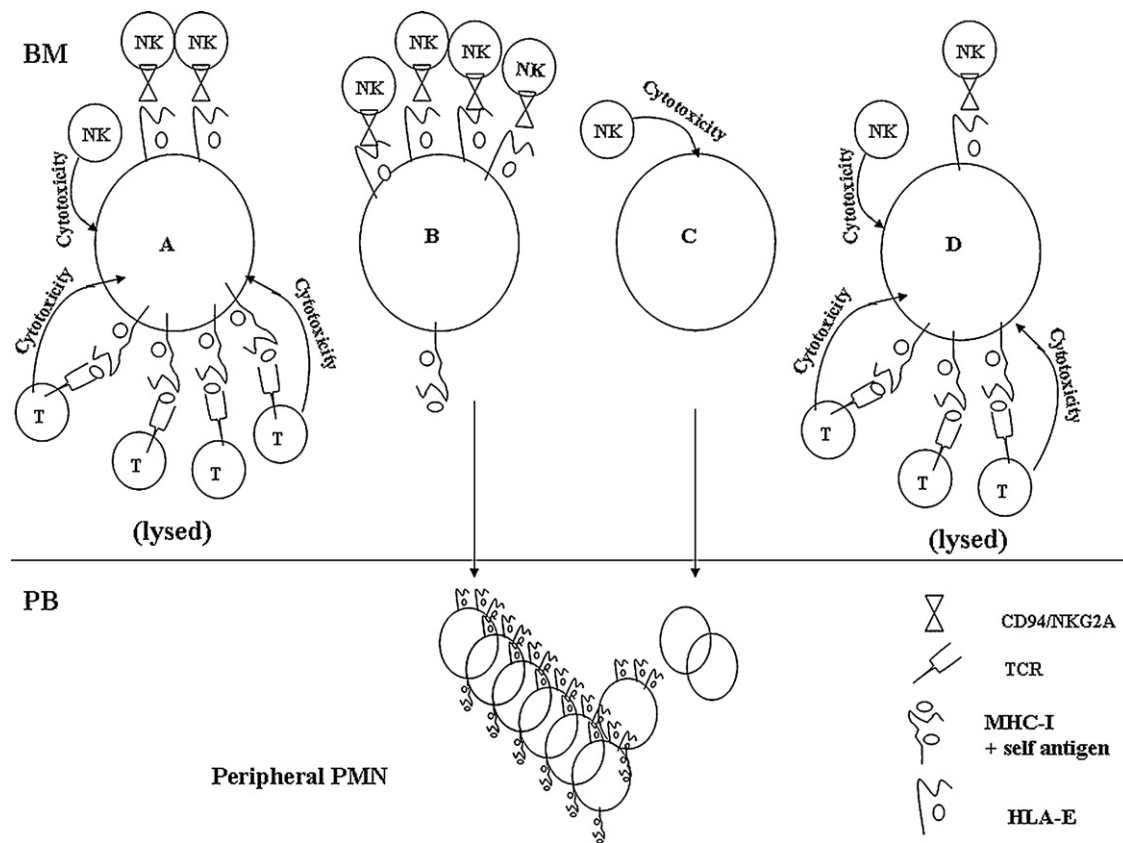 BM
NK NK
NK
Cytotoxicity
A
Cytotoxicity
Cytotoxicity
T
T
T
T
(lysed)
NK
NK
NK
NK
B
NK
Cytotoxicity
C
NK
NK
Cytotoxicity
D
Cytotoxicity
Cytotoxicity
T
T
T
(lysed)
PB
Peripheral PMN
CD94/NKG2A
TCR
MHC-I
+ self antigen
HLA-E